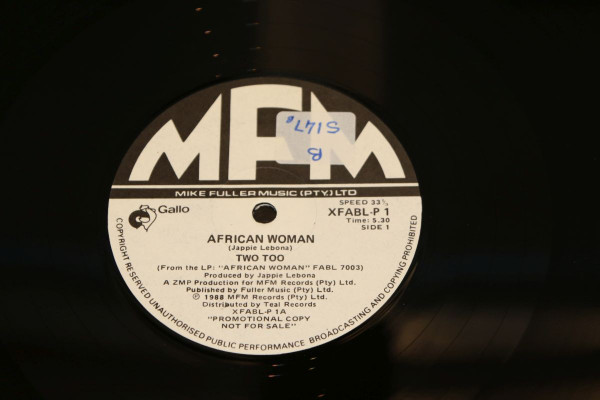 MFM
B
S147 8
MIKE FULLER MUSIC (PTY.) LTD
Gallo
SPEED 33⅓
XFABL-P 1
Time: 5.30
SIDE 1
AFRICAN WOMAN
(Jappie Lebona)
TWO TOO
(From the LP: "AFRICAN WOMAN" FABL 7003)
Produced by Jappie Lebona
A ZMP Production for MFM Records (Pty) Ltd.
Published by Fuller Music (Pty) Ltd.
℗ 1988 MFM Records (Pty) Ltd.
Distributed by Teal Records
XFABL-P 1A
"PROMOTIONAL COPY
NOT FOR SALE"
COPYRIGHT RESERVED UNAUTHORISED PUBLIC PERFORMANCE BROADCASTING AND COPYING PROHIBITED